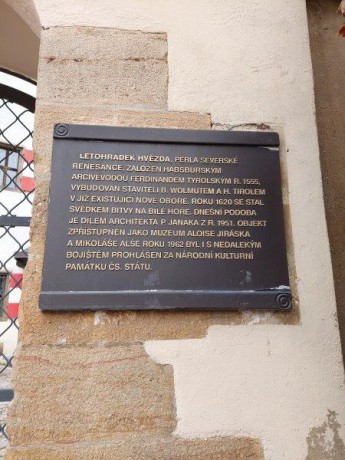 LETOHRADEK HVĚZDA, PERLA SEVERSKÉ
RENESANCE. ZALOŽEN HABSBURSKÝM
ARCIVÉVODOU FERDINANDEM TYROLSKÝM R. 1555,
VYBUDOVAN STAVITELI B. WOLMUTEM A H. TIROLEM
V JIŽ EXISTUJÍCÍ NOVÉ OBOŘE. ROKU 1620 SE STAL
SVĚDKEM BITVY NA BÍLÉ HOŘE. DNEŠNÍ PODOBA
JE DÍLEM ARCHITEKTA P. JANÁKA Z R. 1951. OBJEKT
ZPŘÍSTUPNĚN JAKO MUZEUM ALOISE JIRÁSKA
A MIKOLÁŠE ALŠE ROKU 1962 BYL I S NEDALEKÝM
BOJIŠTĚM PROHLÁŠEN ZA NÁRODNÍ KULTURNÍ
PAMÁTKU ČS. STÁTU.